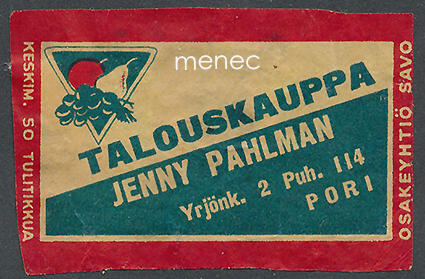 menec
KESKIM. 50 TULITIKKUA
TALOUSKAUPPA
JENNY PAHLMAN
Yrjönk. 2 Puh. 114
PORI
OSAKEYHTIÖ SAVO